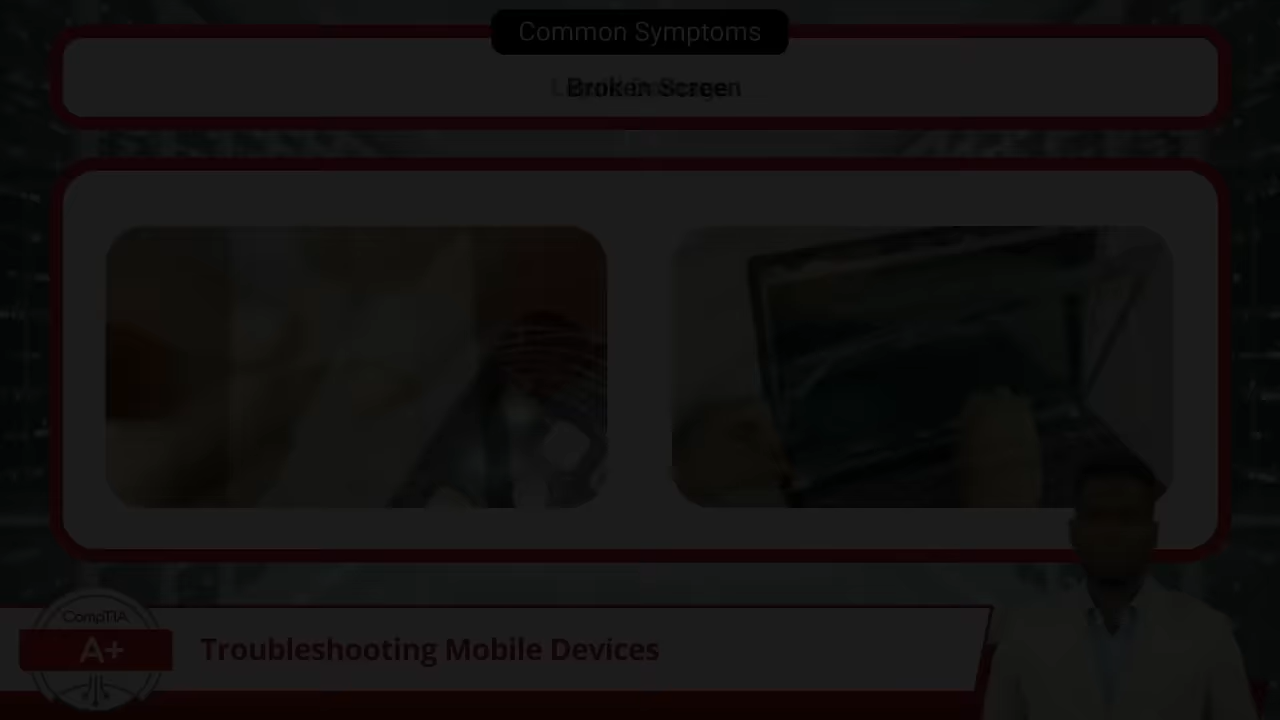 Common Symptoms
Broken Screen
CompTIA
A+
Troubleshooting Mobile Devices